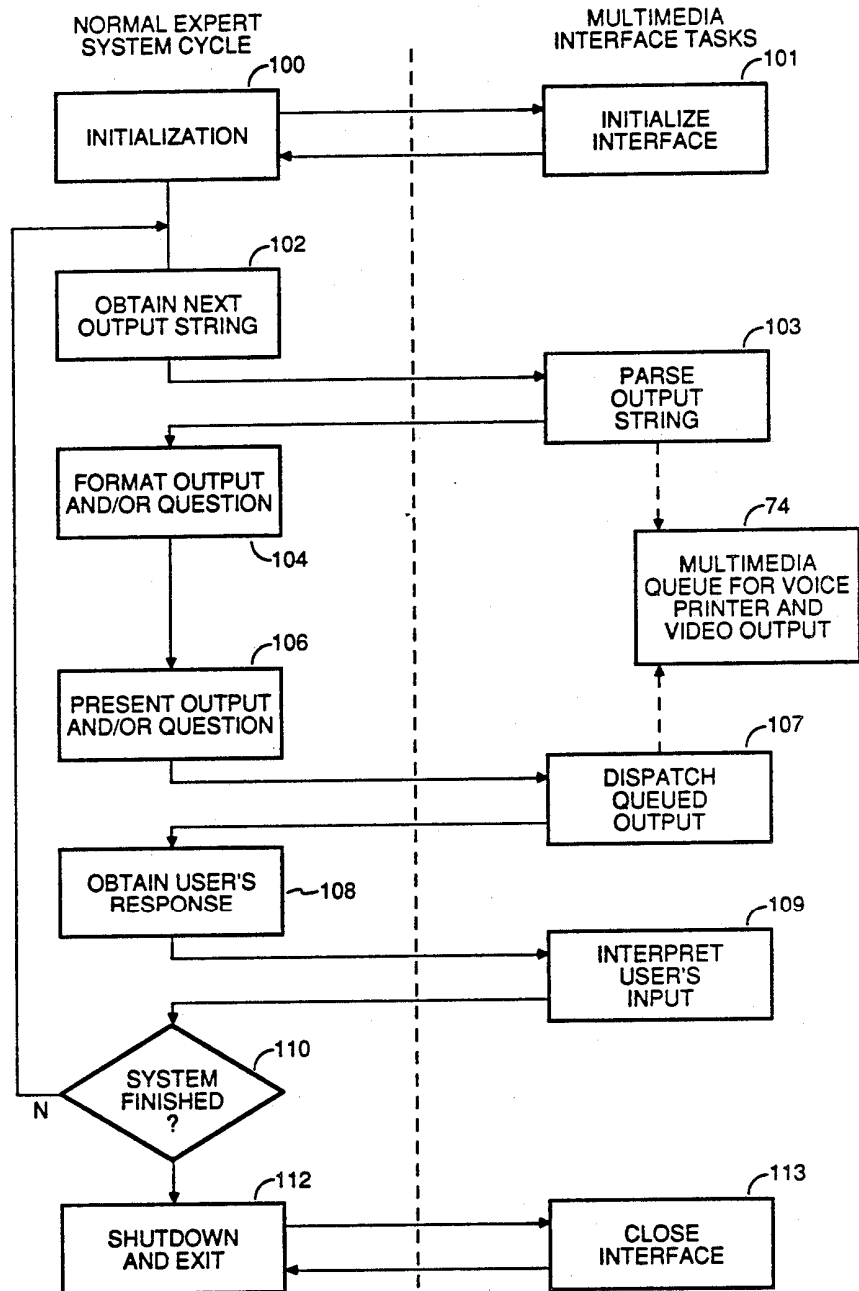 NORMAL EXPERT
SYSTEM CYCLE
MULTIMEDIA
INTERFACE TASKS
100
INITIALIZATION
101
INITIALIZE
INTERFACE
102
OBTAIN NEXT
OUTPUT STRING
103
PARSE
OUTPUT
STRING
FORMAT OUTPUT
AND/OR QUESTION
104
74
MULTIMEDIA
QUEUE FOR VOICE
PRINTER AND
VIDEO OUTPUT
106
PRESENT OUTPUT
AND/OR QUESTION
107
DISPATCH
QUEUED
OUTPUT
OBTAIN USER'S
RESPONSE
108
109
INTERPRET
USER'S
INPUT
110
SYSTEM
FINISHED
?
N
112
SHUTDOWN
AND EXIT
113
CLOSE
INTERFACE